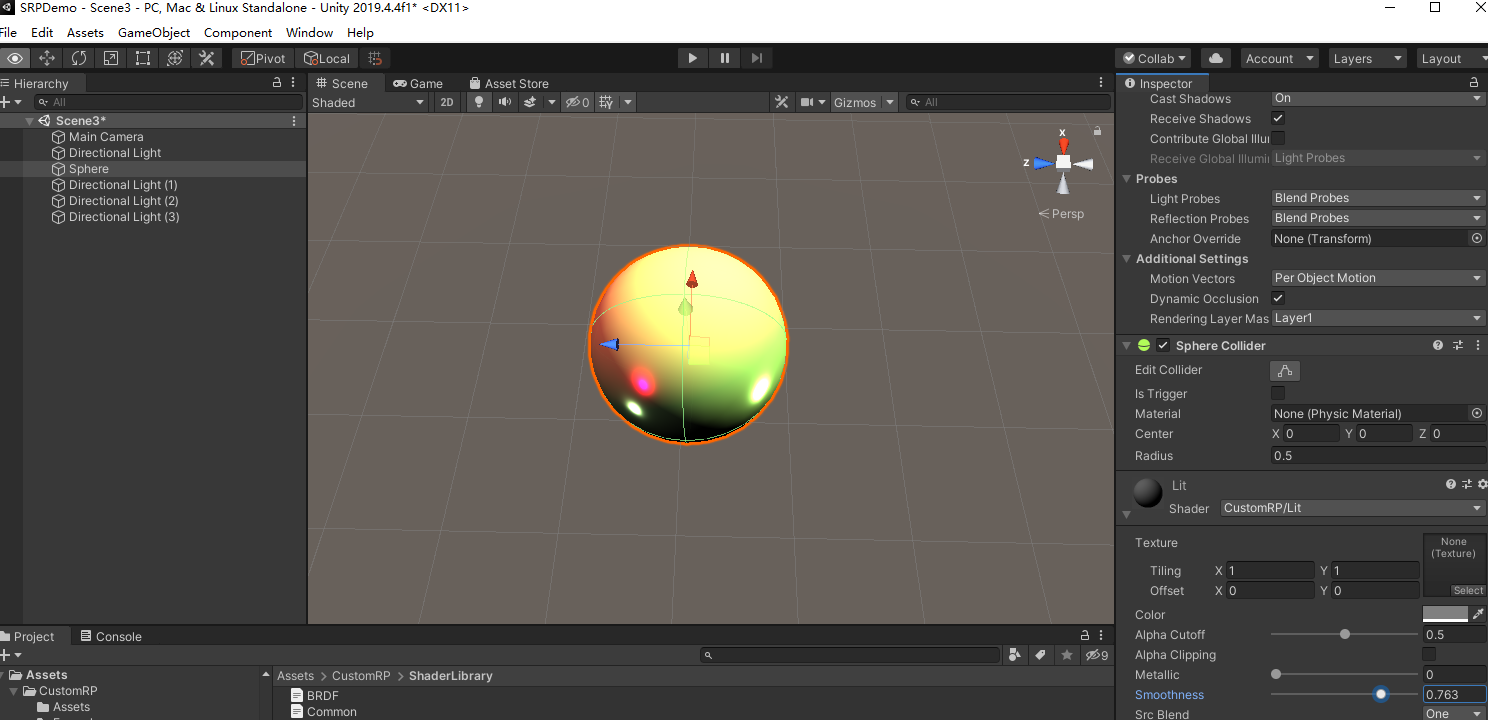 SRPDemo - Scene3 - PC, Mac & Linux Standalone - Unity 2019.4.4f1* <DX11>
File Edit Assets GameObject Component Window Help
Pivot Local Collab Account Layers Layout
Hierarchy
All
Scene3*
Main Camera
Directional Light
Sphere
Directional Light (1)
Directional Light (2)
Directional Light (3)
Scene Game Asset Store
Shaded 2D 0 Gizmos All
x
z
Persp
Inspector
Cast Shadows On
Receive Shadows
Contribute Global Illu
Receive Global Illumin Light Probes
Probes
Light Probes Blend Probes
Reflection Probes Blend Probes
Anchor Override None (Transform)
Additional Settings
Motion Vectors Per Object Motion
Dynamic Occlusion
Rendering Layer Mas Layer1
Sphere Collider
Edit Collider
Is Trigger
Material None (Physic Material)
Center X 0 Y 0 Z 0
Radius 0.5
Lit
Shader CustomRP/Lit
Texture None
(Texture)
Tiling X 1 Y 1
Offset X 0 Y 0 Select
Color
Alpha Cutoff 0.5
Alpha Clipping
Metallic 0
Smoothness 0.763
Src Blend One
Project Console
9
Assets
CustomRP
Assets
Assets > CustomRP > ShaderLibrary
BRDF
Common